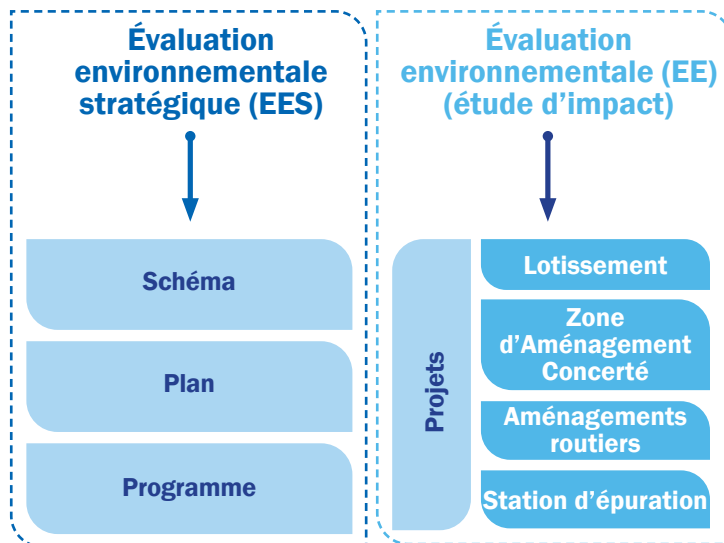 Évaluation
environnementale
stratégique (EES)
Schéma
Plan
Programme
Évaluation
environnementale (EE)
(étude d'impact)
Projets
Lotissement
Zone
d'Aménagement
Concerté
Aménagements
routiers
Station d'épuration